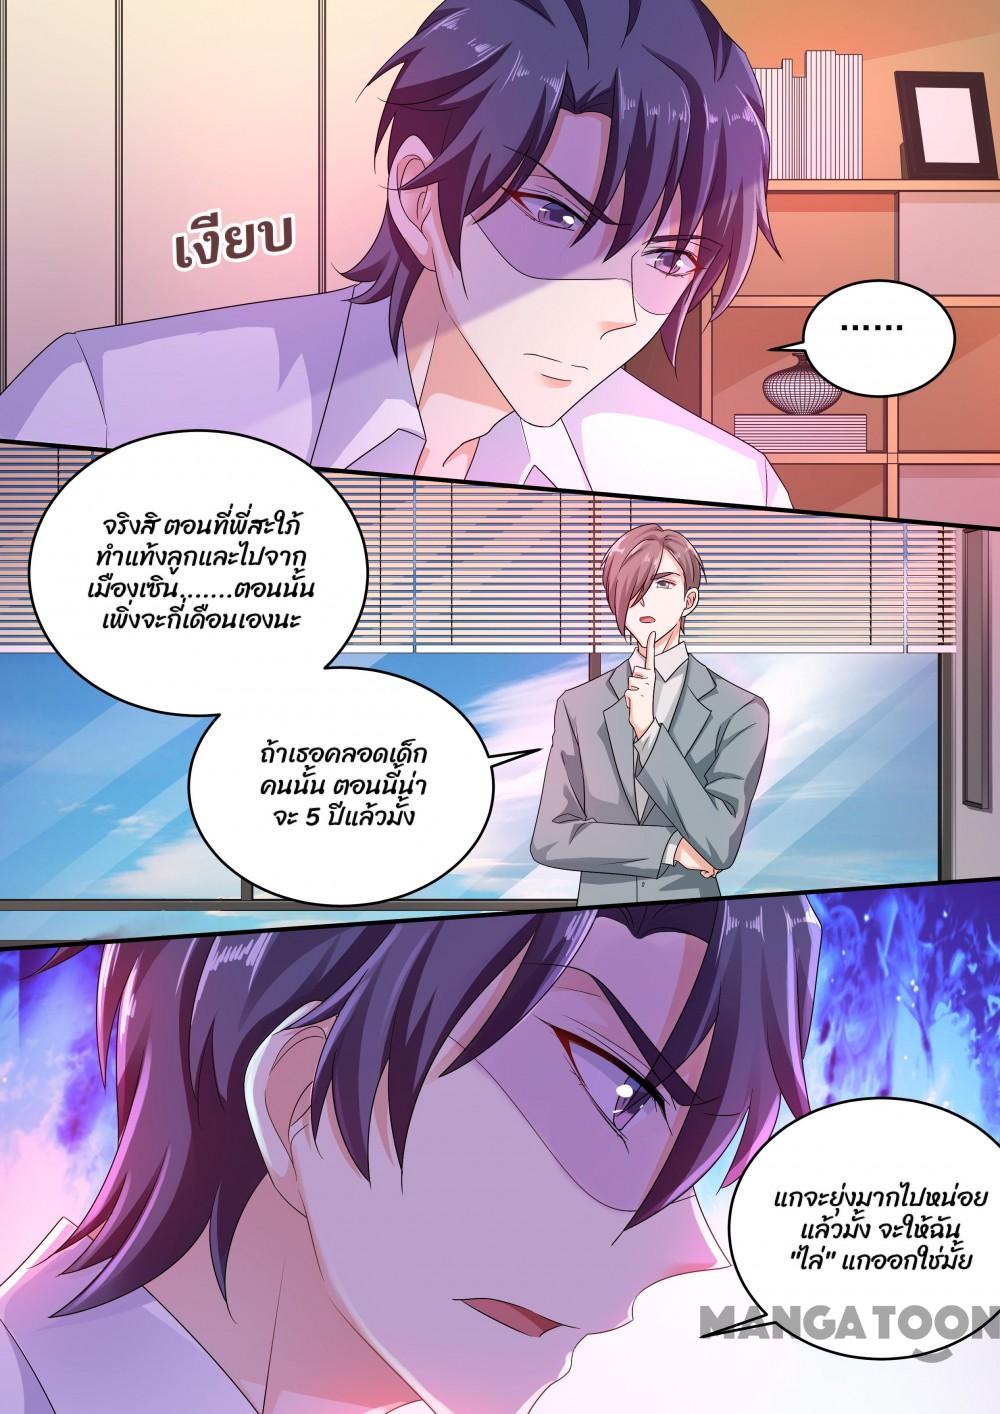 เงียบ
.......
จริงสิ ตอนที่พี่สะใภ้
ทำแท้งลูกและไปจาก
เมืองเซิน.......ตอนนั้น
เพิ่งจะกี่เดือนเองนะ
ถ้าเธอคลอดเด็ก
คนนั้น ตอนนี้น่า
จะ 5 ปีแล้วมั้ง
แกจะยุ่งมากไปหน่อย
แล้วมั้ง จะให้ฉัน
"ไล่" แกออกใช่มั้ย
MANGATOON